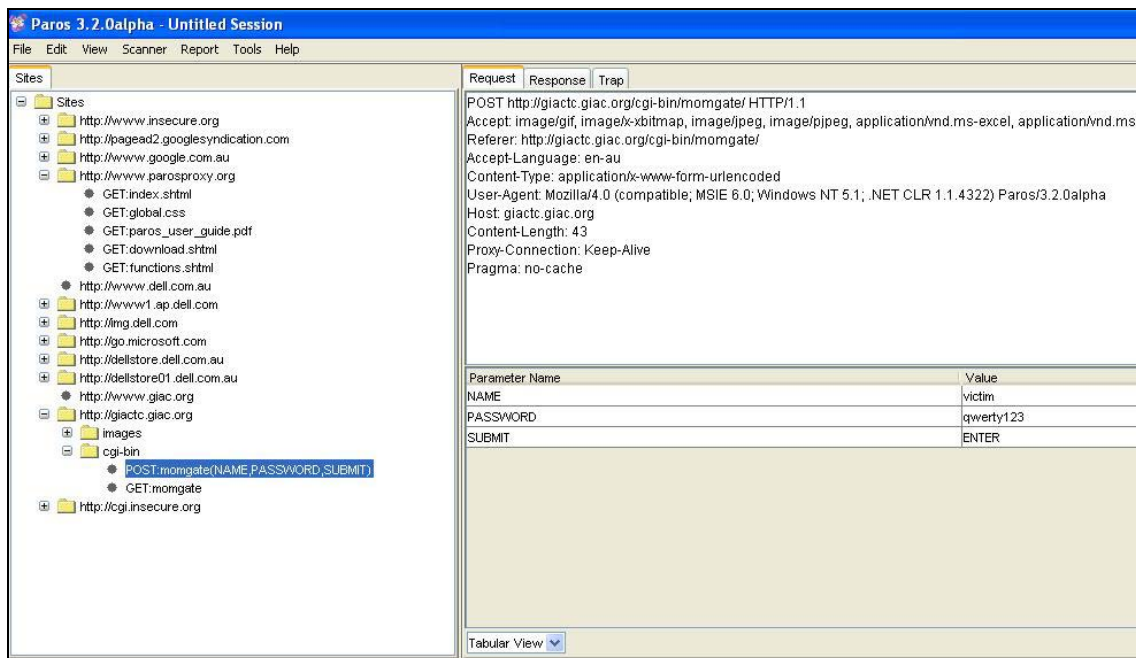 Paros 3.2.0alpha - Untitled Session
File Edit View Scanner Report Tools Help
Sites
Sites
http://www.insecure.org
http://pagead2.googlesyndication.com
http://www.google.com.au
http://www.parosproxy.org
GET:index.shtml
GET:global.css
GET:paros_user_guide.pdf
GET:download.shtml
GET:functions.shtml
http://www.dell.com.au
http://www1.ap.dell.com
http://img.dell.com
http://go.microsoft.com
http://dellstore.dell.com.au
http://dellstore01.dell.com.au
http://www.giac.org
http://giactc.giac.org
images
cgi-bin
POST:momgate(NAME,PASSWORD,SUBMIT)
GET:momgate
http://cgi.insecure.org
Request Response Trap
POST http://giactc.giac.org/cgi-bin/momgate/ HTTP/1.1
Accept: image/gif, image/x-xbitmap, image/jpeg, image/pjpeg, application/vnd.ms-excel, application/vnd.ms
Referer: http://giactc.giac.org/cgi-bin/momgate/
Accept-Language: en-au
Content-Type: application/x-www-form-urlencoded
User-Agent: Mozilla/4.0 (compatible; MSIE 6.0; Windows NT 5.1; .NET CLR 1.1.4322) Paros/3.2.0alpha
Host: giactc.giac.org
Content-Length: 43
Proxy-Connection: Keep-Alive
Pragma: no-cache
Parameter Name Value
NAME victim
PASSWORD qwerty123
SUBMIT ENTER
Tabular View